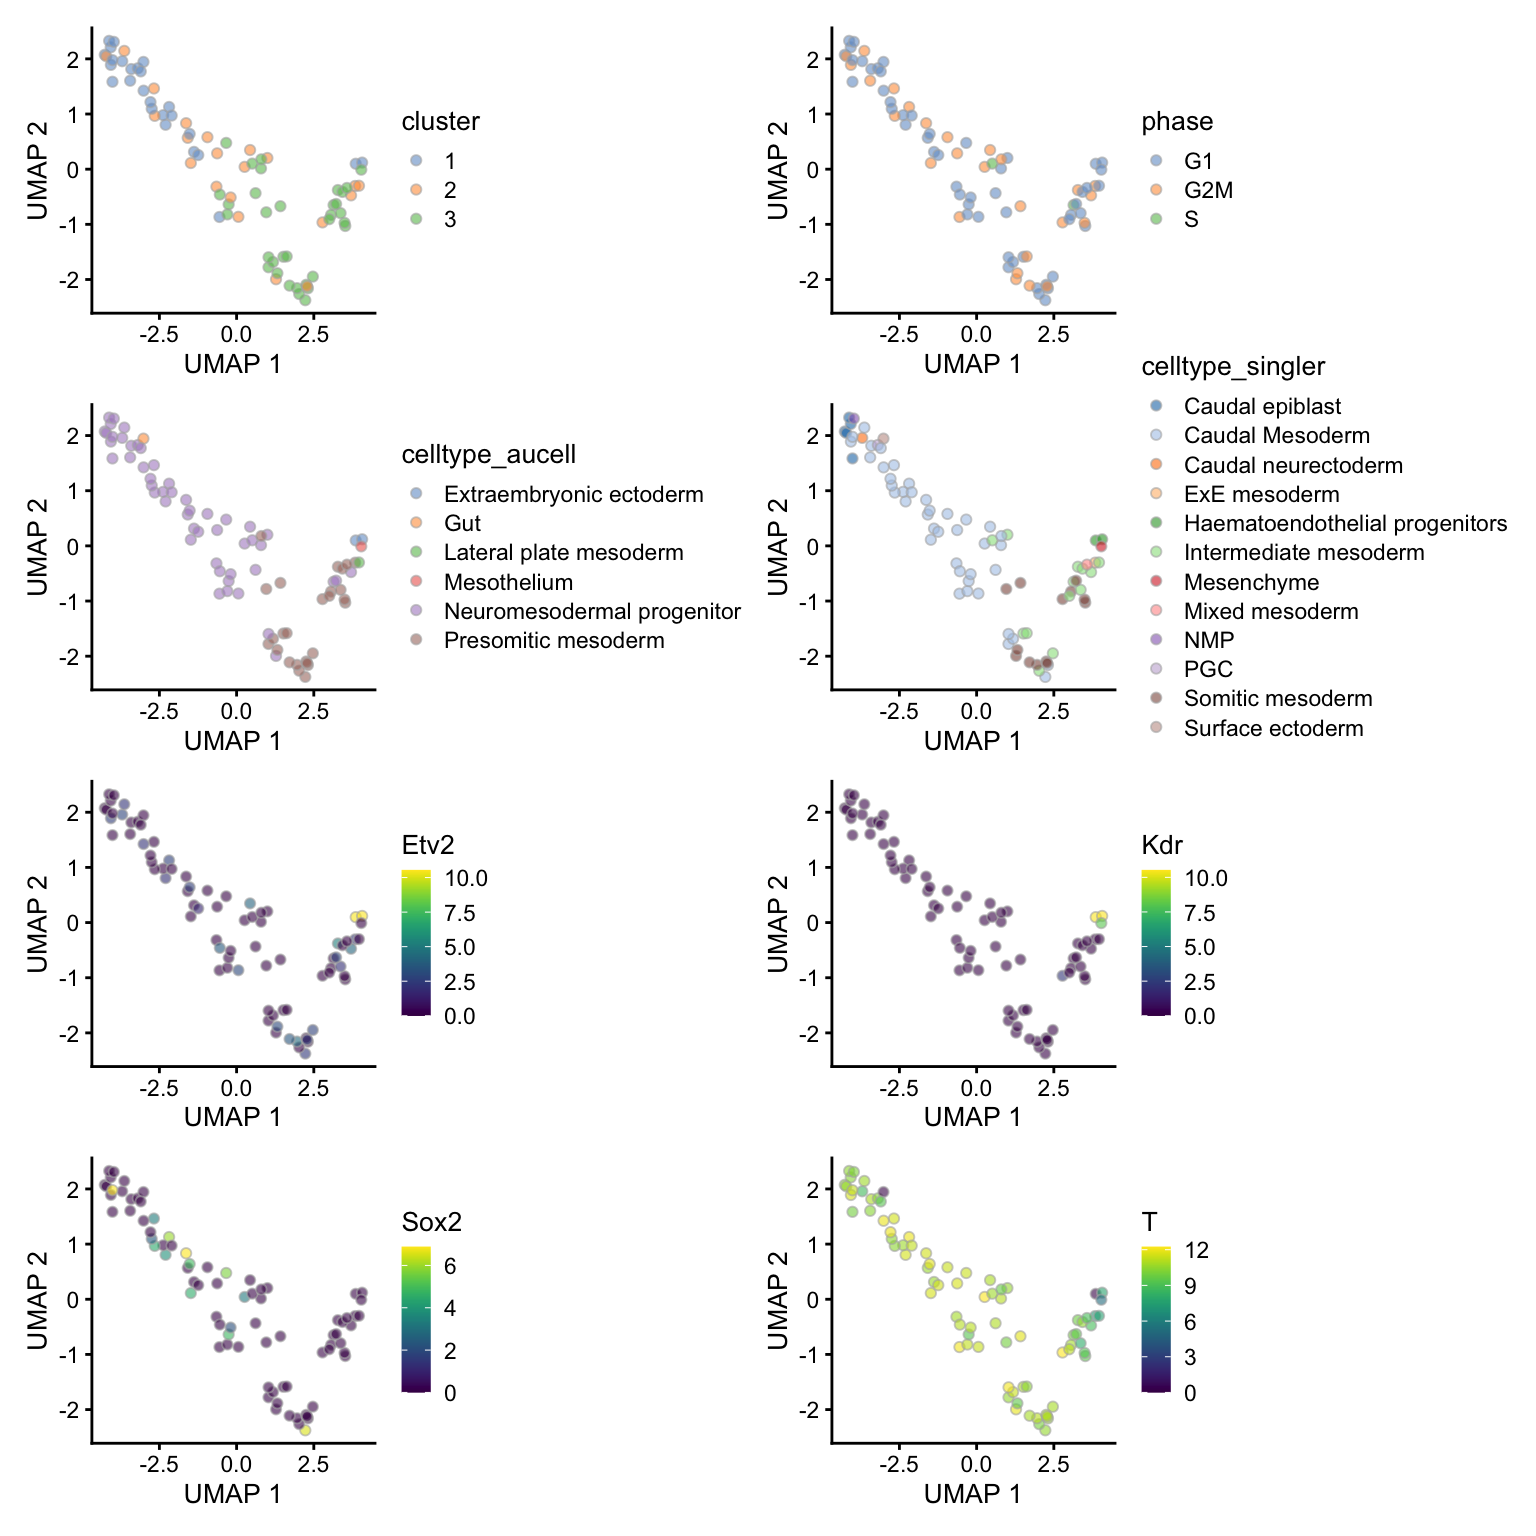 cluster
1
2
3
2
1
0
-1
-2
UMAP 2
-2.5 0.0 2.5
UMAP 1
phase
G1
G2M
S
2
1
0
-1
-2
UMAP 2
-2.5 0.0 2.5
UMAP 1
celltype_aucell
Extraembryonic ectoderm
Gut
Lateral plate mesoderm
Mesothelium
Neuromesodermal progenitor
Presomitic mesoderm
2
1
0
-1
-2
UMAP 2
-2.5 0.0 2.5
UMAP 1
celltype_singler
Caudal epiblast
Caudal Mesoderm
Caudal neurectoderm
ExE mesoderm
Haematoendothelial progenitors
Intermediate mesoderm
Mesenchyme
Mixed mesoderm
NMP
PGC
Somitic mesoderm
Surface ectoderm
2
1
0
-1
-2
UMAP 2
-2.5 0.0 2.5
UMAP 1
Etv2
10.0
7.5
5.0
2.5
0.0
2
1
0
-1
-2
UMAP 2
-2.5 0.0 2.5
UMAP 1
Kdr
10.0
7.5
5.0
2.5
0.0
2
1
0
-1
-2
UMAP 2
-2.5 0.0 2.5
UMAP 1
Sox2
6
4
2
0
2
1
0
-1
-2
UMAP 2
-2.5 0.0 2.5
UMAP 1
T
12
9
6
3
0
2
1
0
-1
-2
UMAP 2
-2.5 0.0 2.5
UMAP 1